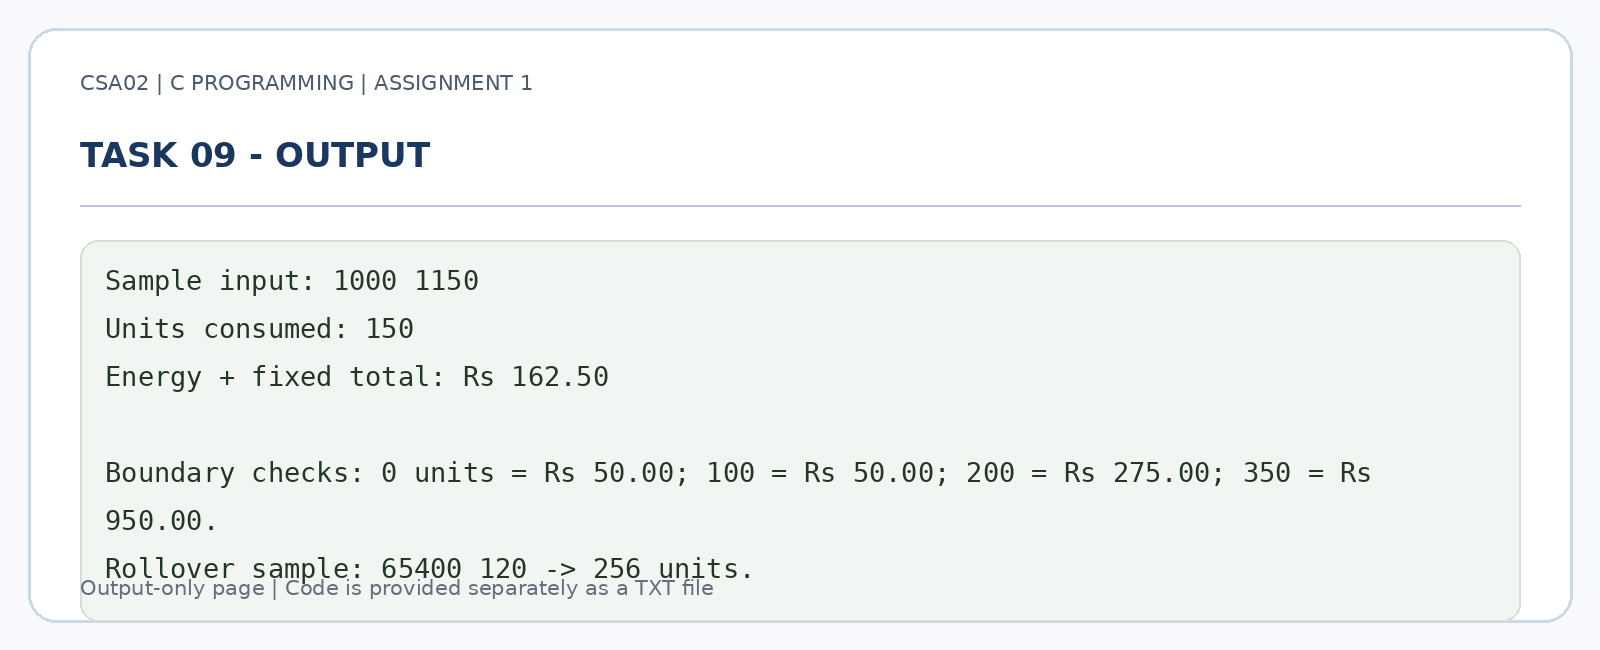 CSA02 | C PROGRAMMING | ASSIGNMENT 1
TASK 09 - OUTPUT
Sample input: 1000 1150
Units consumed: 150
Energy + fixed total: Rs 162.50
Boundary checks: 0 units = Rs 50.00; 100 = Rs 50.00; 200 = Rs 275.00; 350 = Rs
950.00.
Rollover sample: 65400 120 -> 256 units.
Output-only page | Code is provided separately as a TXT file